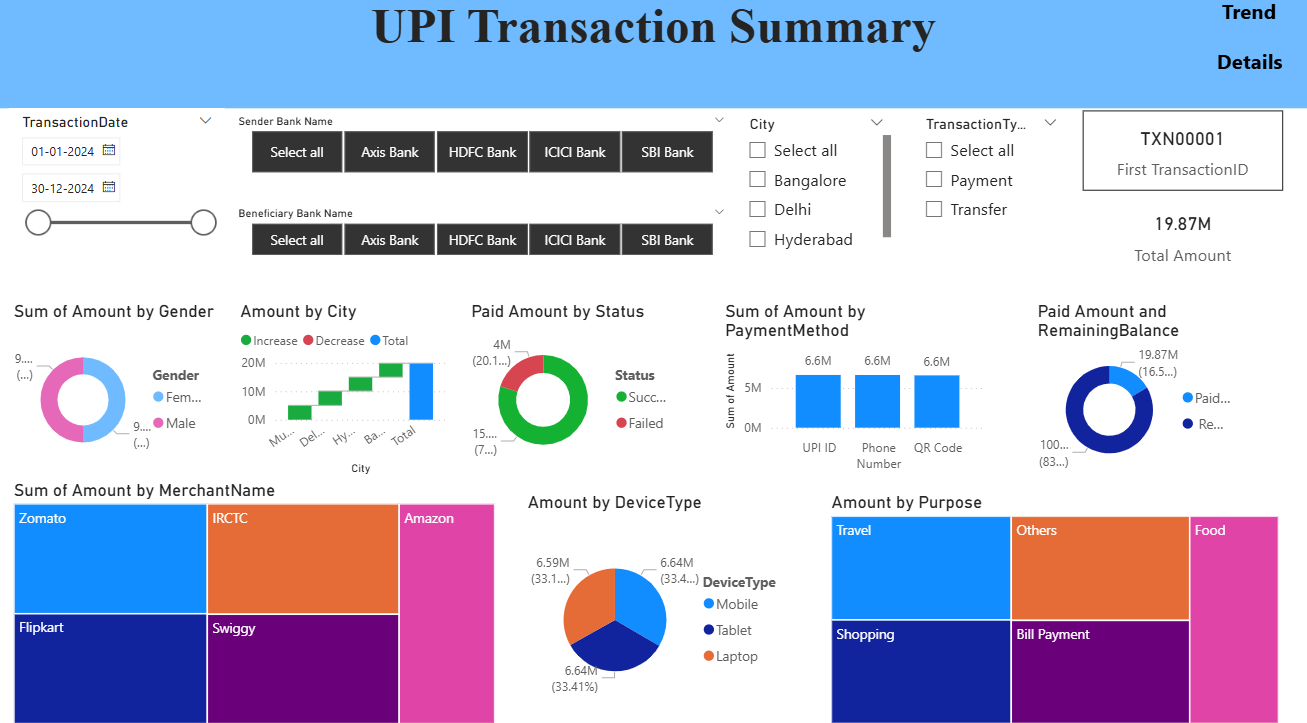 UPI Transaction Summary
Trend
Details
TransactionDate
01-01-2024
30-12-2024
Sender Bank Name
Select all
Axis Bank
HDFC Bank
ICICI Bank
SBI Bank
Beneficiary Bank Name
Select all
Axis Bank
HDFC Bank
ICICI Bank
SBI Bank
City
Select all
Bangalore
Delhi
Hyderabad
TransactionTy...
Select all
Payment
Transfer
TXN00001
First TransactionID
19.87M
Total Amount
Sum of Amount by Gender
9....
(...)
9....
(...)
Gender
Fem...
Male
Amount by City
Increase
Decrease
Total
20M
10M
0M
Mu...
Del...
Hy...
Ba...
Total
City
Paid Amount by Status
4M
(20.1...)
15....
(7...)
Status
Succ...
Failed
Sum of Amount by
PaymentMethod
Sum of Amount
5M
0M
6.6M
6.6M
6.6M
UPI ID
Phone
Number
QR Code
Paid Amount and
RemainingBalance
19.87M
(16.5...)
100...
(83...)
Paid...
Re...
Sum of Amount by MerchantName
Zomato
IRCTC
Amazon
Flipkart
Swiggy
Amount by DeviceType
6.59M
(33.1...)
6.64M
(33.4...)
6.64M
(33.41%)
DeviceType
Mobile
Tablet
Laptop
Amount by Purpose
Travel
Others
Food
Shopping
Bill Payment